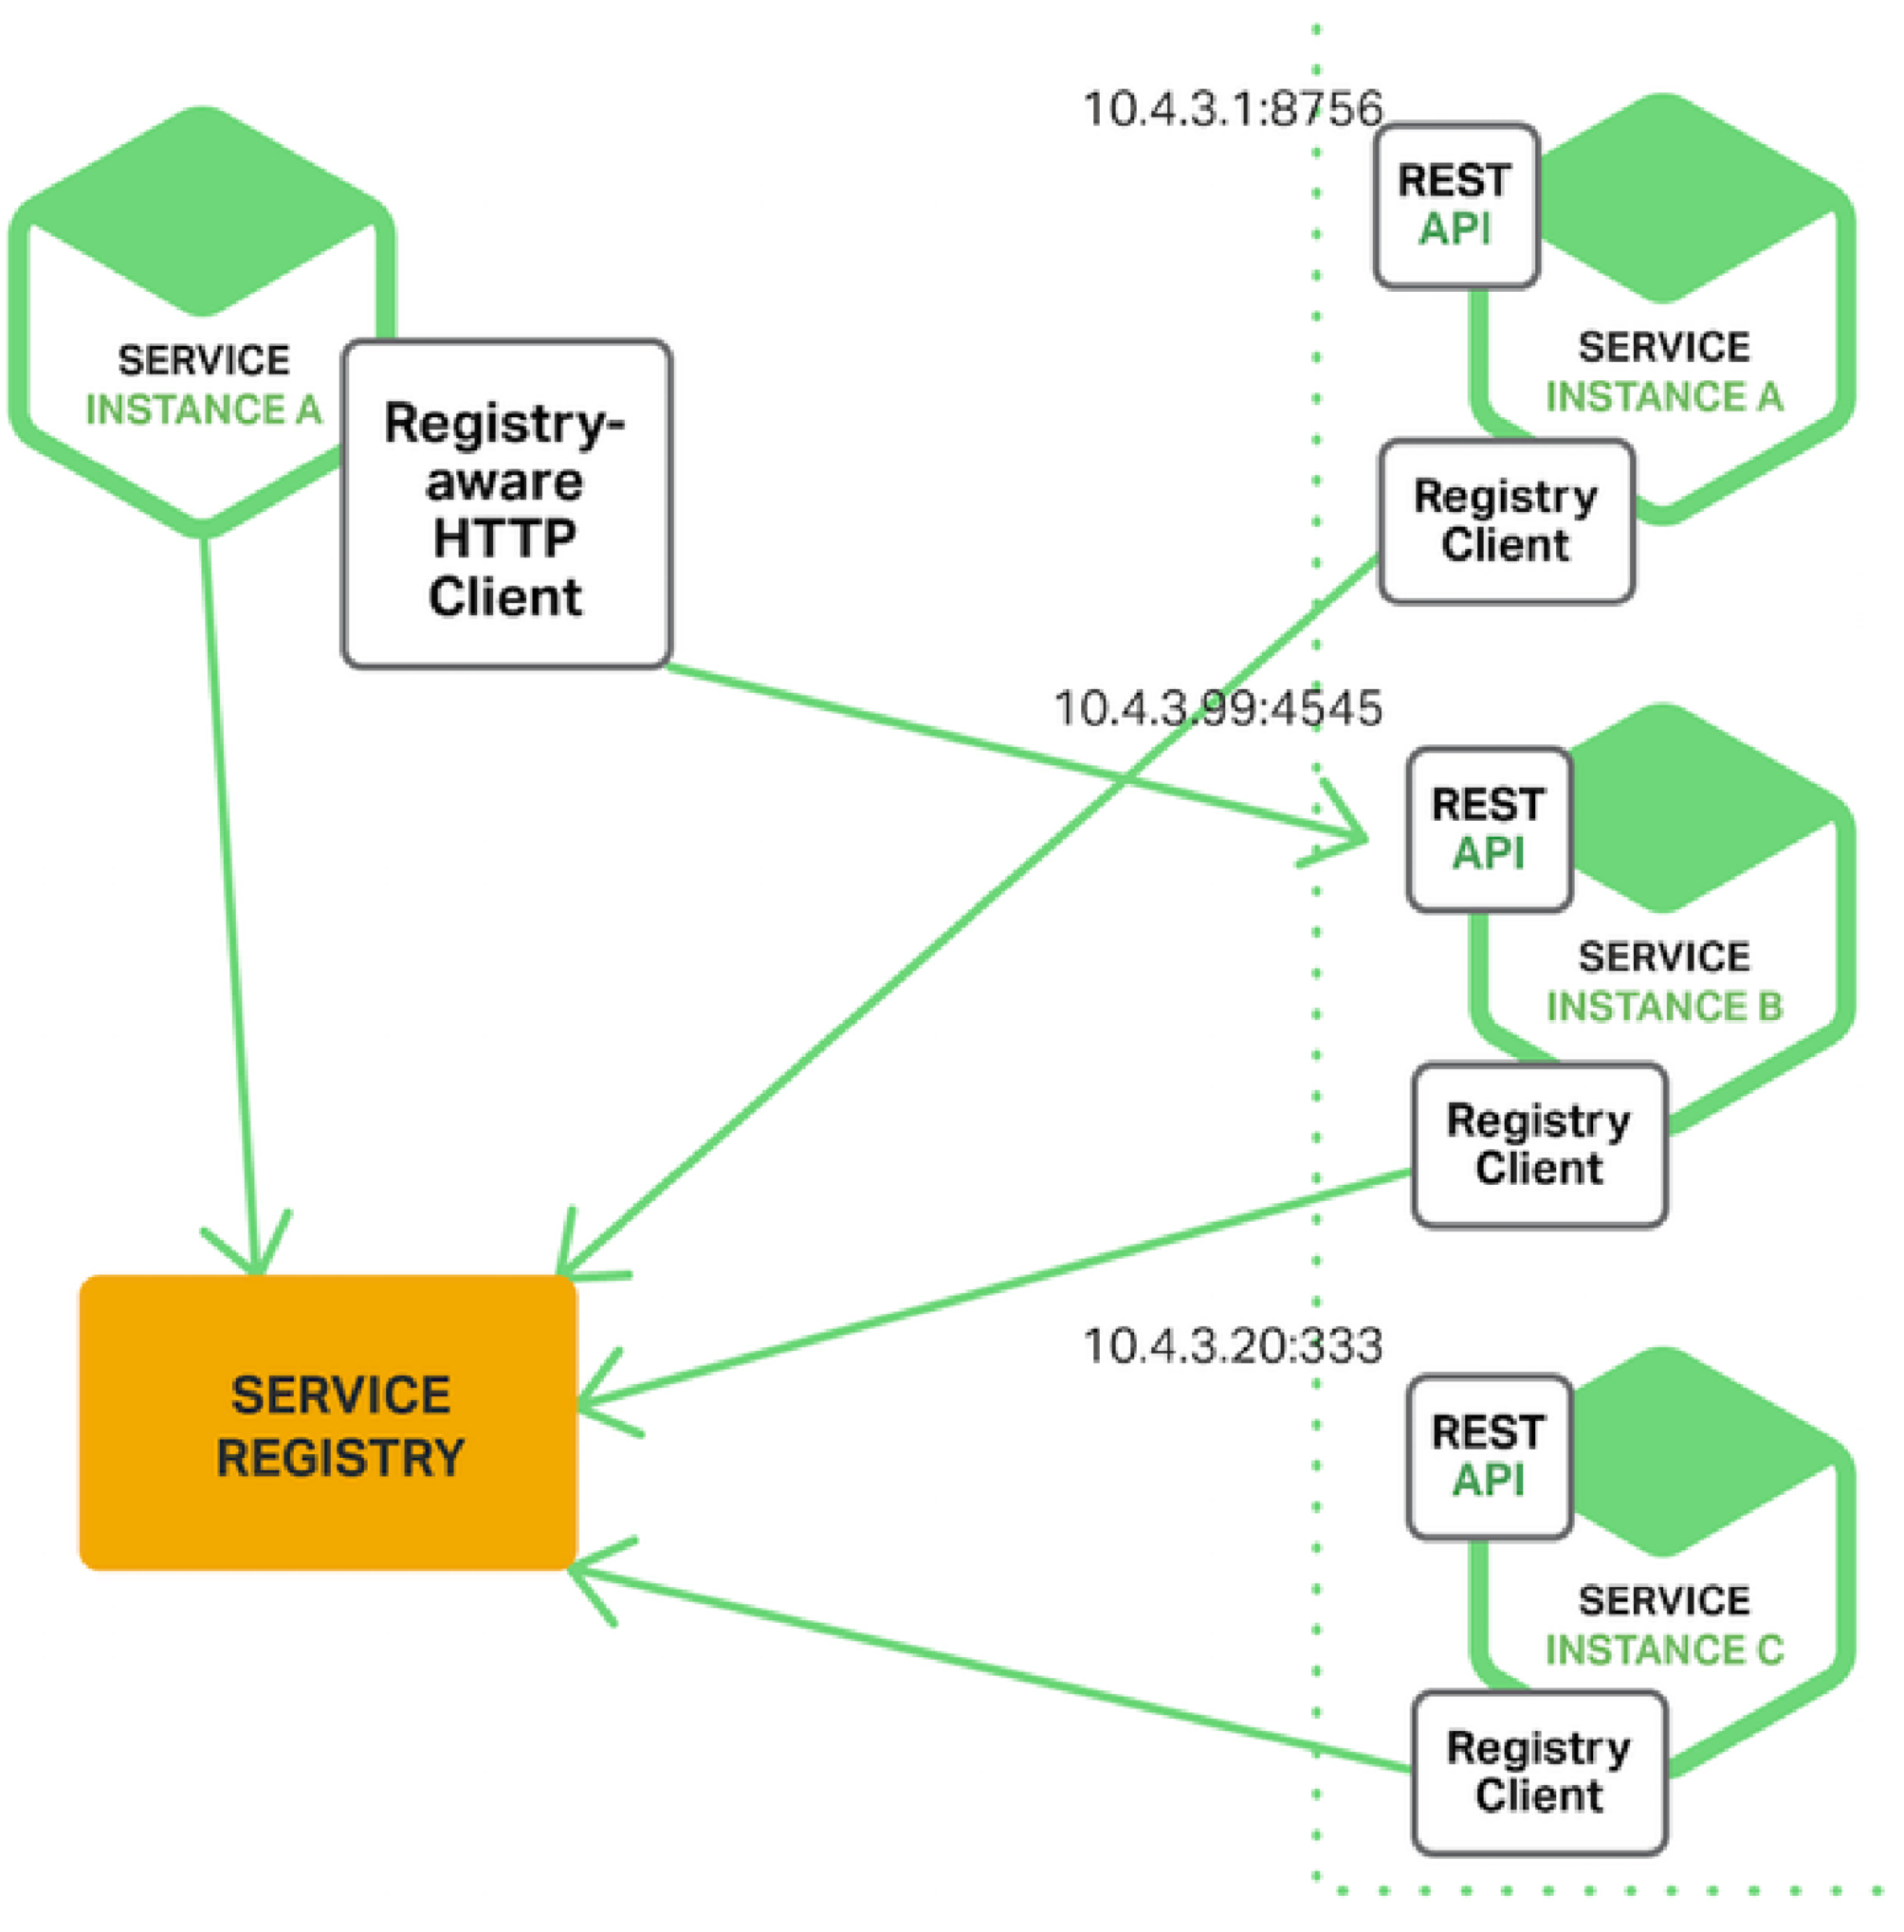 SERVICE
INSTANCE A
Registry-
aware
HTTP
Client
10.4.3.1:8756
REST
API
SERVICE
INSTANCE A
Registry
Client
10.4.3.99:4545
REST
API
SERVICE
INSTANCE B
Registry
Client
SERVICE
REGISTRY
10.4.3.20:333
REST
API
SERVICE
INSTANCE C
Registry
Client